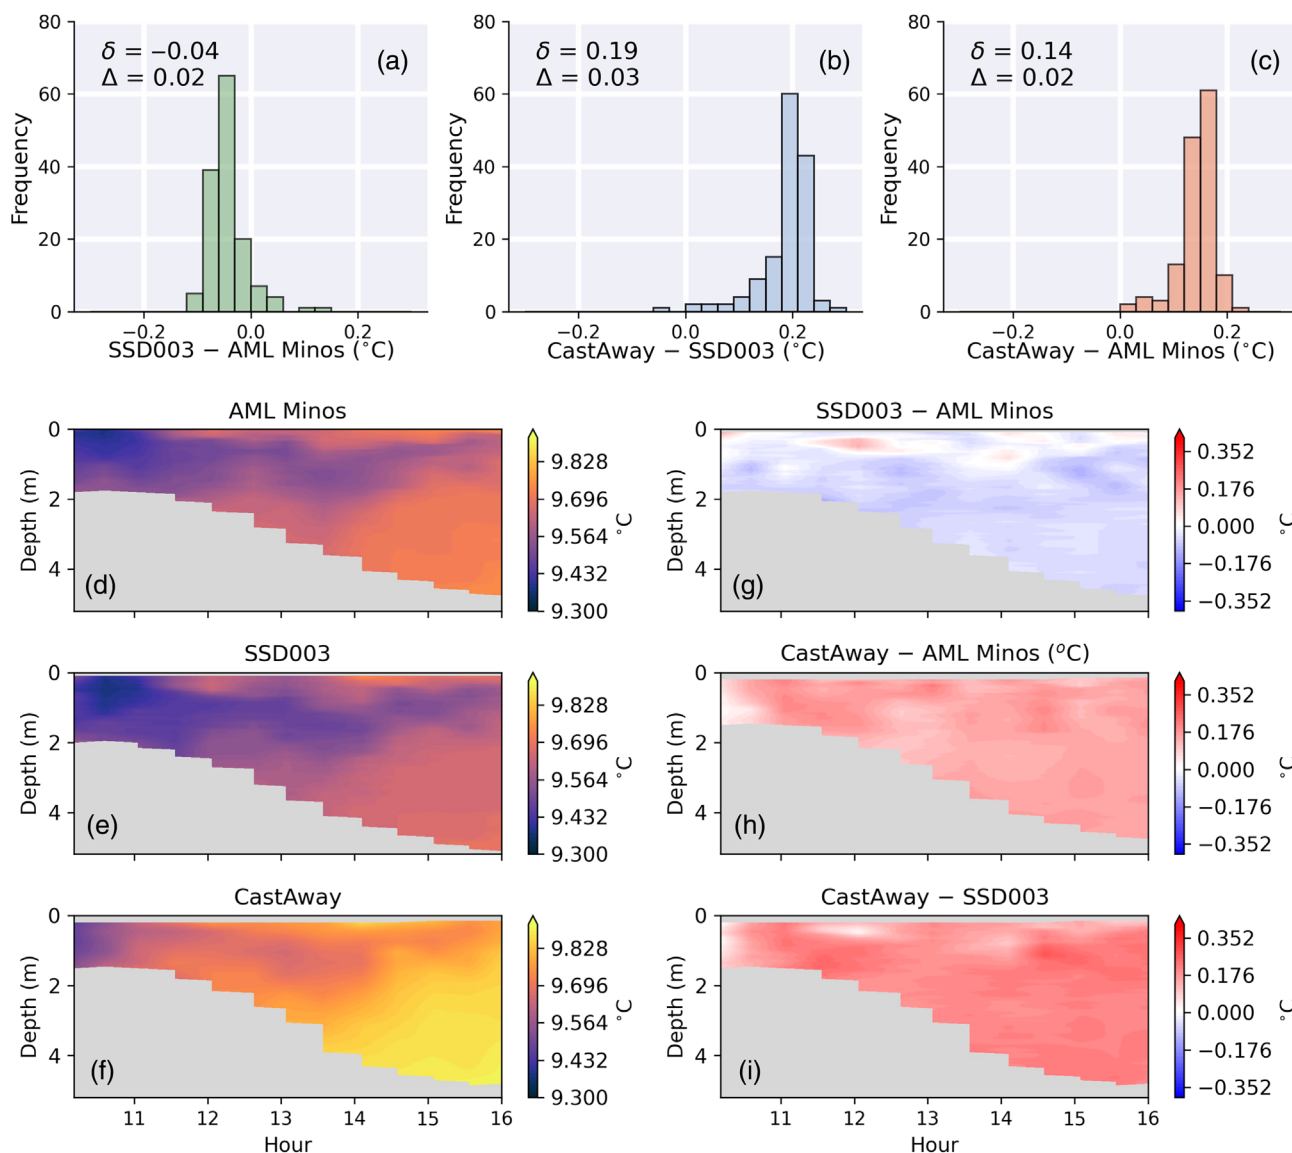 80
60
40
20
0
Frequency
δ = −0.04
Δ = 0.02
(a)
−0.2
0.0
0.2
SSD003 − AML Minos (°C)
80
60
40
20
0
Frequency
δ = 0.19
Δ = 0.03
(b)
−0.2
0.0
0.2
CastAway − SSD003 (°C)
80
60
40
20
0
Frequency
δ = 0.14
Δ = 0.02
(c)
−0.2
0.0
0.2
CastAway − AML Minos (°C)
AML Minos
0
2
4
Depth (m)
(d)
9.828
9.696
9.564
9.432
9.300
°C
SSD003 − AML Minos
0
2
4
Depth (m)
(g)
0.352
0.176
0.000
−0.176
−0.352
°C
SSD003
0
2
4
Depth (m)
(e)
9.828
9.696
9.564
9.432
9.300
°C
CastAway − AML Minos (°C)
0
2
4
Depth (m)
(h)
0.352
0.176
0.000
−0.176
−0.352
°C
CastAway
0
2
4
Depth (m)
(f)
11
12
13
14
15
16
Hour
9.828
9.696
9.564
9.432
9.300
°C
CastAway − SSD003
0
2
4
Depth (m)
(i)
11
12
13
14
15
16
Hour
0.352
0.176
0.000
−0.176
−0.352
°C